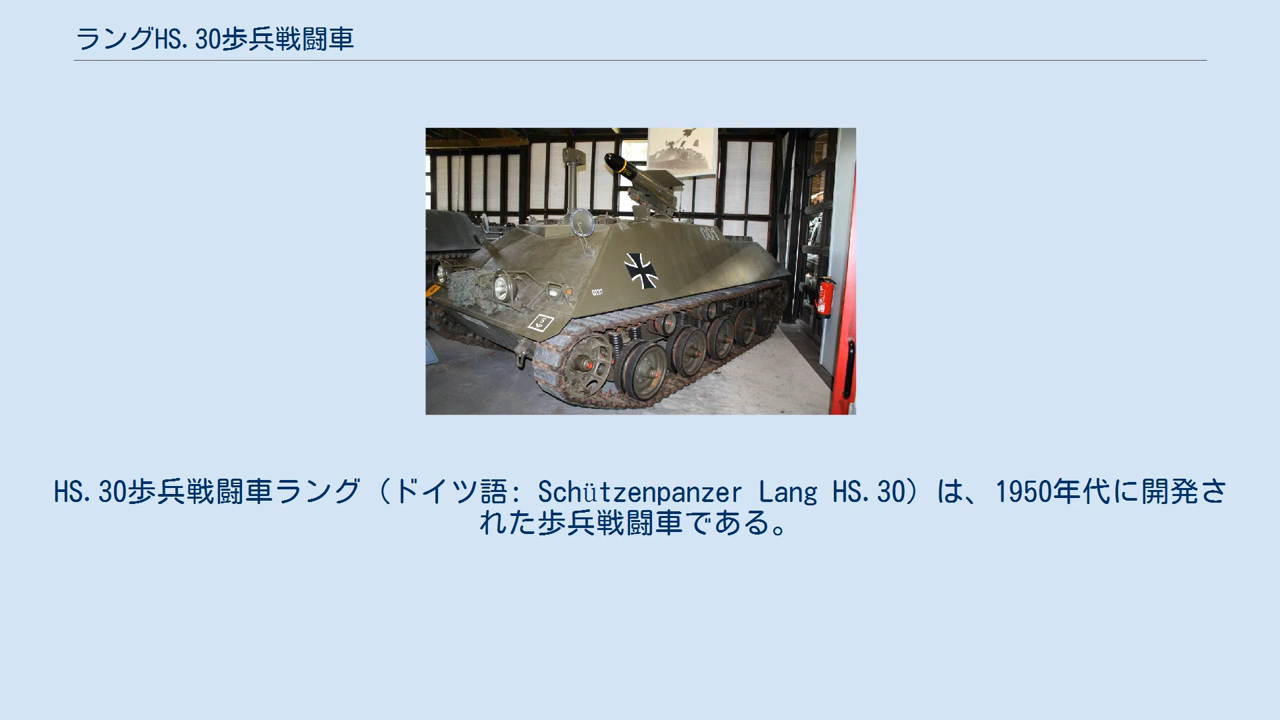 ラングHS.30歩兵戦闘車
HS.30歩兵戦闘車ラング（ドイツ語: Schützenpanzer Lang HS.30）は、1950年代に開発さ
れた歩兵戦闘車である。